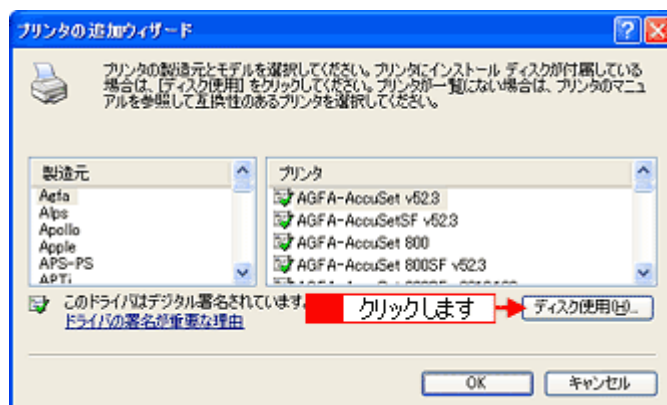 プリンタの追加ウィザード
プリンタの製造元とモデルを選択してください。プリンタにインストール ディスクが付属している
場合は、[ディスク使用] をクリックしてください。プリンタが一覧にない場合は、プリンタのマニュ
アルを参照して互換性のあるプリンタを選択してください。
製造元
Agfa
Alps
Apollo
Apple
APS-PS
APTi
プリンタ
AGFA-AccuSet v52.3
AGFA-AccuSetSF v52.3
AGFA-AccuSet 800
AGFA-AccuSet 800SF v52.3
このドライバはデジタル署名されています。
ドライバの署名が重要な理由
クリックします
ディスク使用(H)...
OK
キャンセル